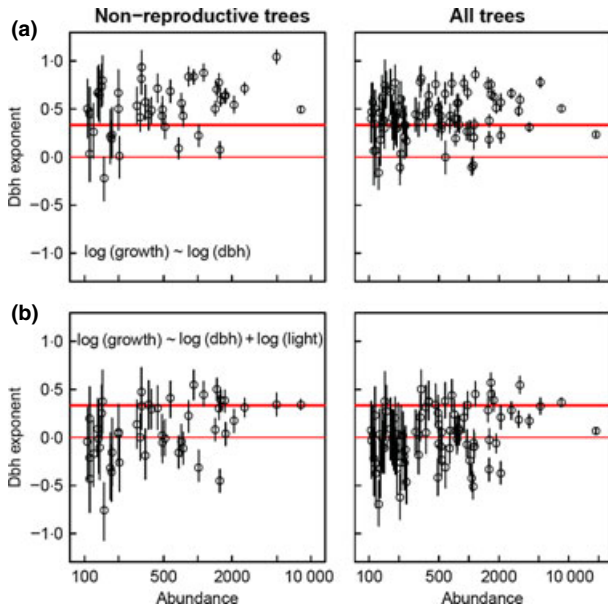 Non−reproductive trees All trees
(a)
1·0
0·5
0·0
−0·5
−1·0
Dbh exponent
log (growth) ~ log (dbh)
(b)
1·0
0·5
0·0
−0·5
−1·0
Dbh exponent
log (growth) ~ log (dbh) + log (light)
100 500 2000 10 000 100 500 2000 10 000
Abundance Abundance